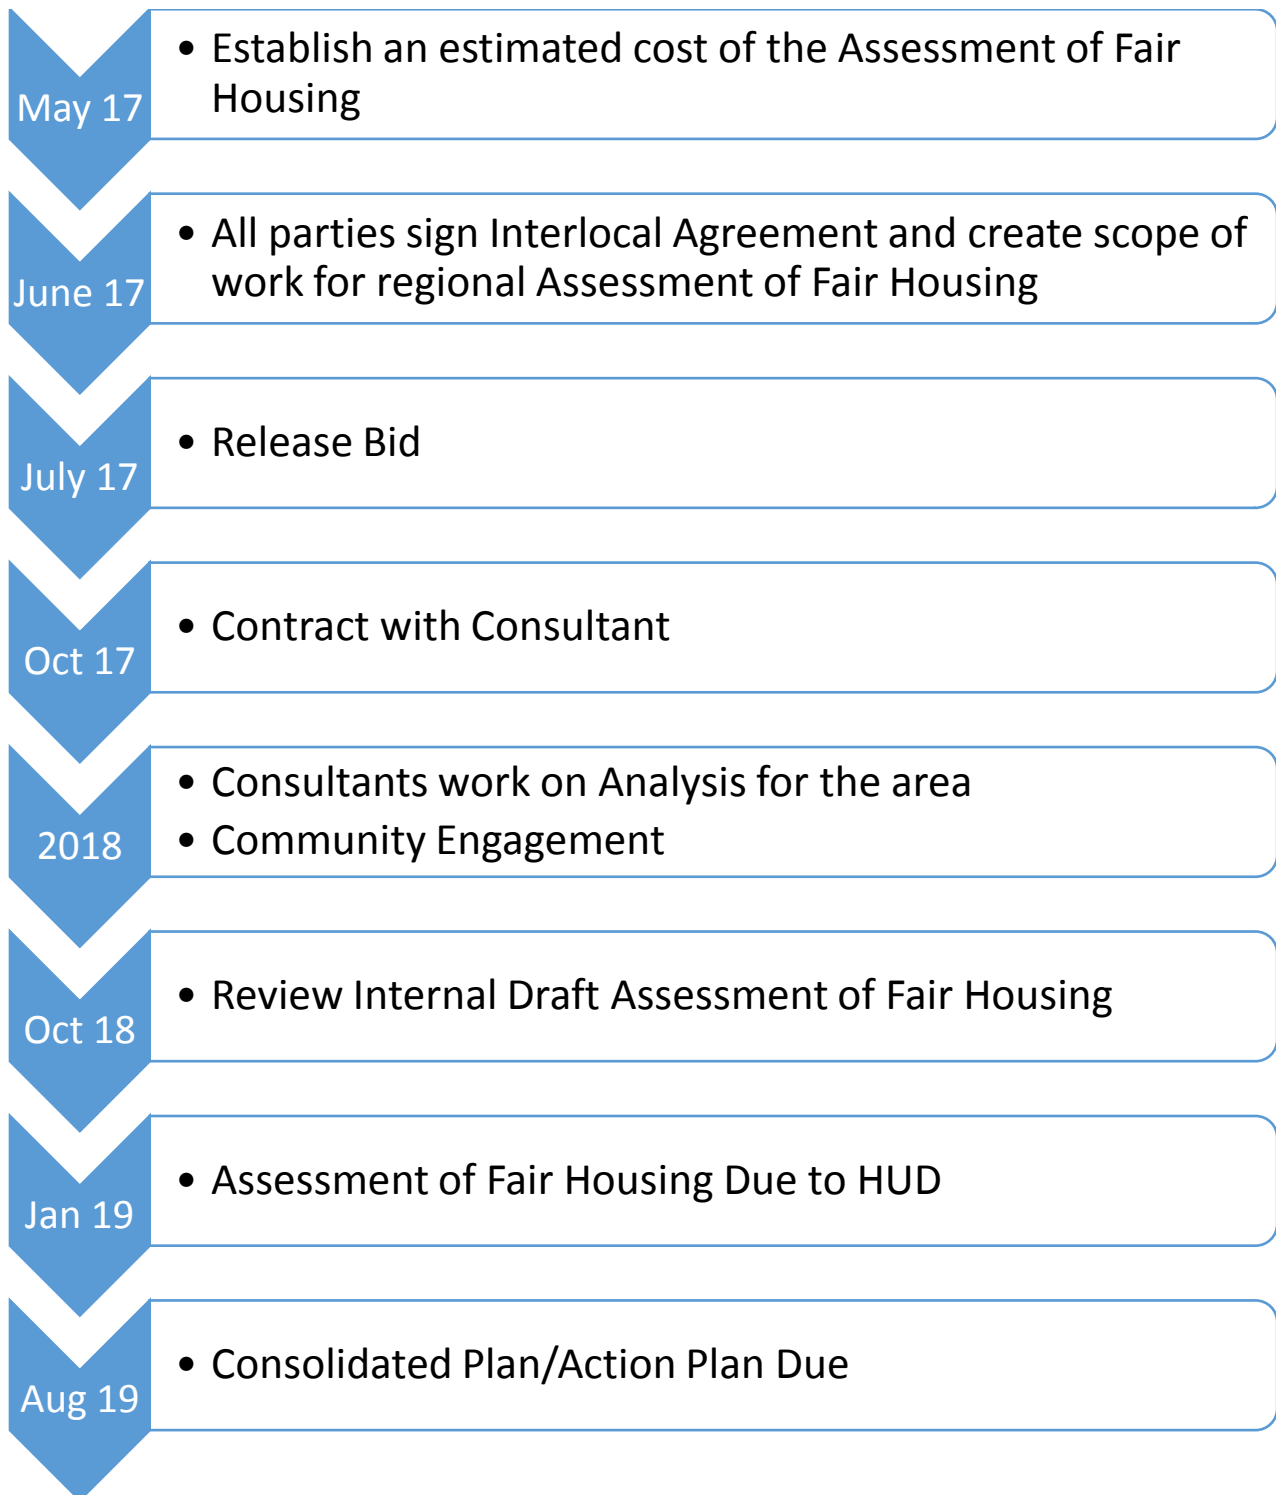 May 17
• Establish an estimated cost of the Assessment of Fair
Housing
June 17
• All parties sign Interlocal Agreement and create scope of
work for regional Assessment of Fair Housing
July 17
• Release Bid
Oct 17
• Contract with Consultant
2018
• Consultants work on Analysis for the area
• Community Engagement
Oct 18
• Review Internal Draft Assessment of Fair Housing
Jan 19
• Assessment of Fair Housing Due to HUD
Aug 19
• Consolidated Plan/Action Plan Due